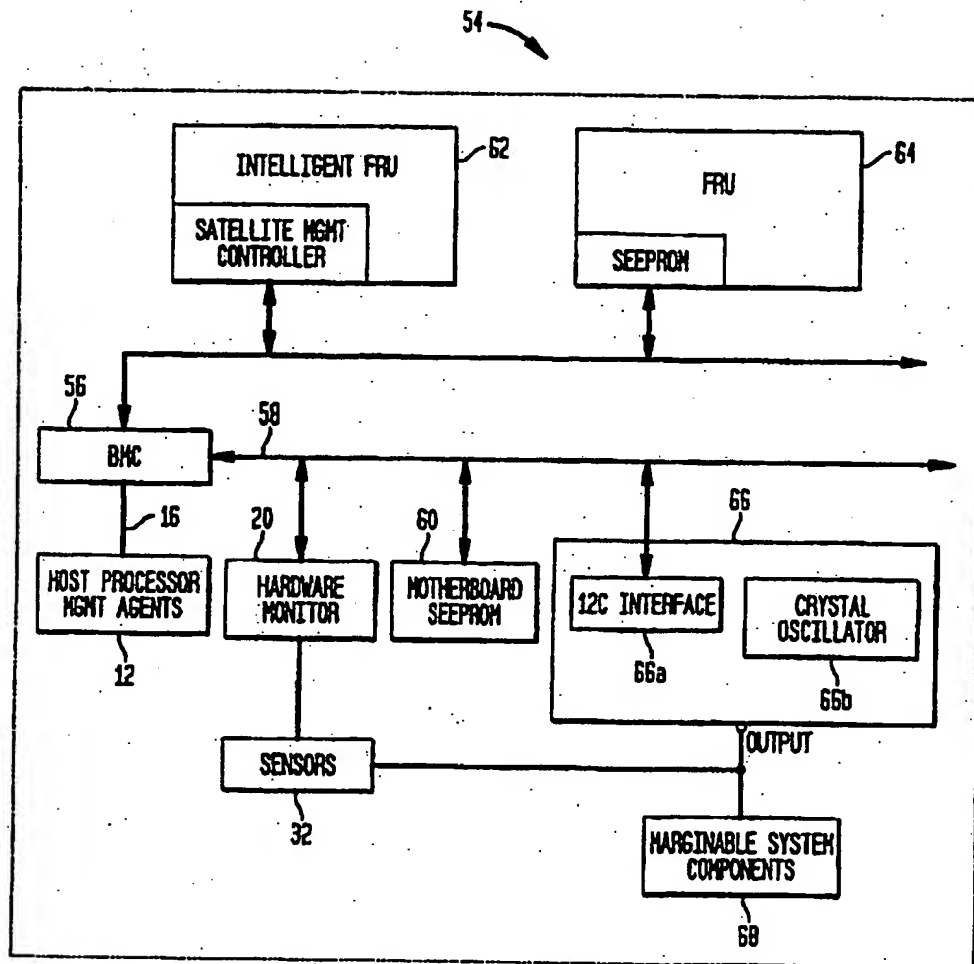 54
INTELLIGENT FRU
62
SATELLITE MGMT
CONTROLLER
FRU
64
SEEPROM
56
BMC
58
16
20
60
66
HOST PROCESSOR
MGMT AGENTS
12
HARDWARE
MONITOR
MOTHERBOARD
SEEPROM
I2C INTERFACE
66a
CRYSTAL
OSCILLATOR
66b
OUTPUT
SENSORS
32
MARGINABLE SYSTEM
COMPONENTS
68